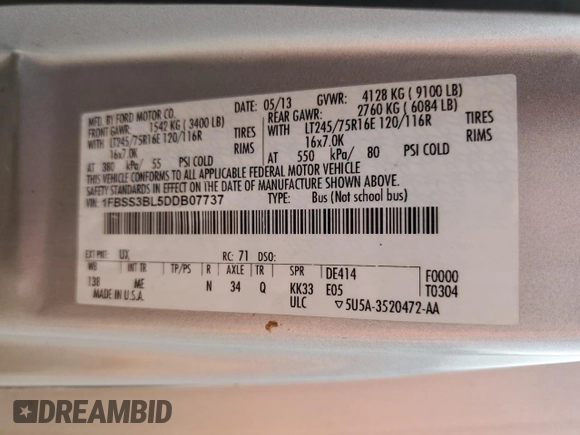 MFD. BY FORD MOTOR CO.
DATE: 05/13 GVWR: 4128 KG ( 9100 LB)
FRONT GAWR: 1542 KG ( 3400 LB) REAR GAWR: 2760 KG ( 6084 LB)
WITH LT245/75R16E 120/116R TIRES WITH LT245/75R16E 120/116R TIRES
16x7.0K RIMS 16x7.0K RIMS
AT 380 kPa/ 55 PSI COLD AT 550 kPa/ 80 PSI COLD
THIS VEHICLE CONFORMS TO ALL APPLICABLE FEDERAL MOTOR VEHICLE
SAFETY STANDARDS IN EFFECT ON THE DATE OF MANUFACTURE SHOWN ABOVE.
VIN: 1FBSS3BL5DDB07737 TYPE: Bus (Not school bus)
EXT PNT: UX RC: 71 DSO:
WB INT TR TP/PS R AXLE TR SPR DE414 F0000
138 ME N 34 Q KK33 E05 T0304
MADE IN U.S.A. ULC ▽5U5A-3520472-AA
DREAMBID